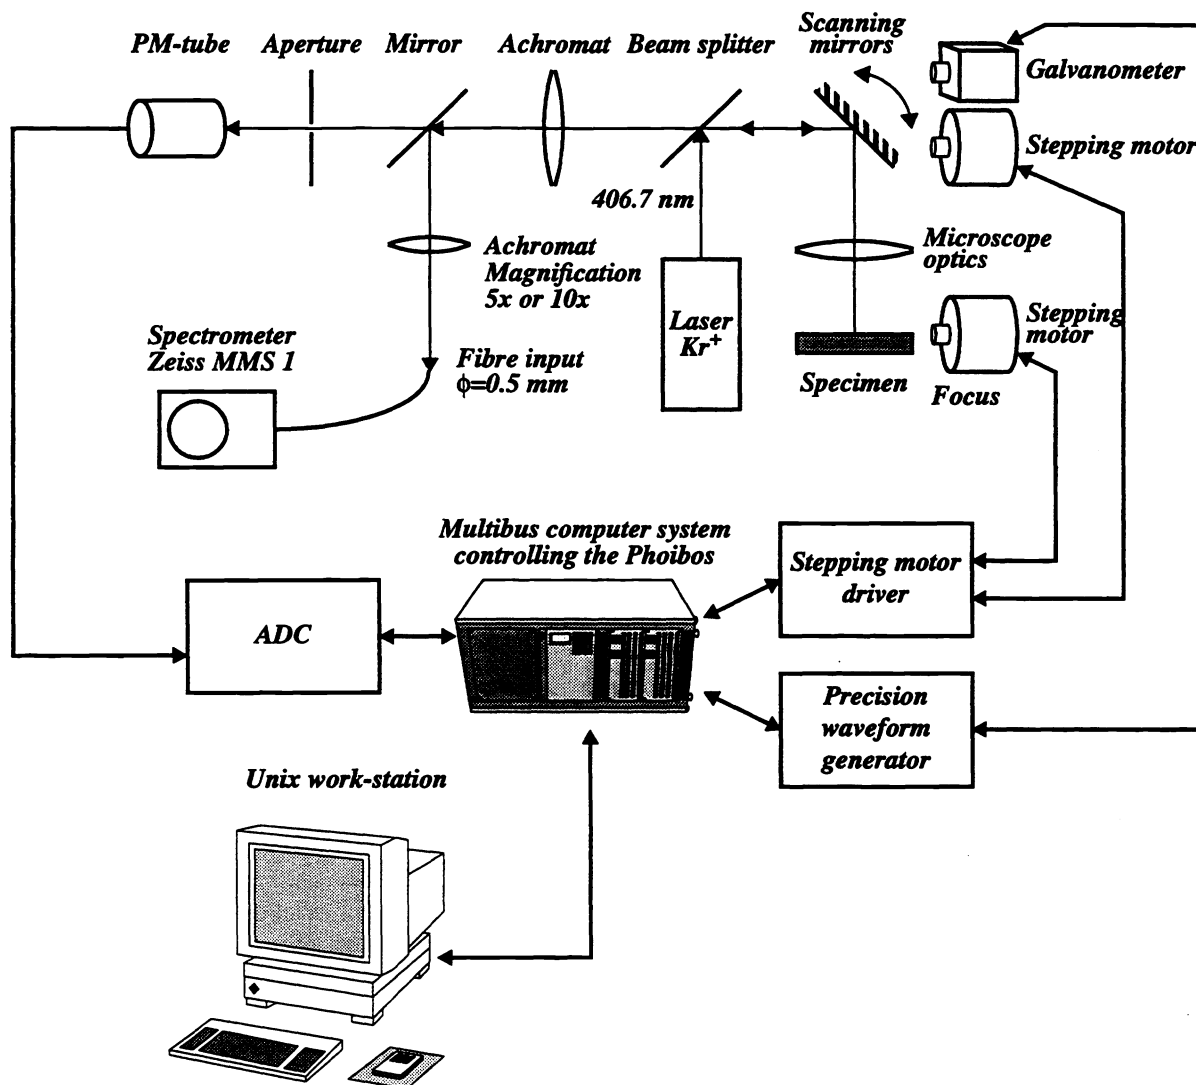 PM-tube
Aperture
Mirror
Achromat
Beam splitter
Scanning
mirrors
Galvanometer
Stepping motor
406.7 nm
Achromat
Magnification
5x or 10x
Microscope
optics
Laser
Kr+
Stepping
motor
Spectrometer
Zeiss MMS 1
Fibre input
ϕ=0.5 mm
Specimen
Focus
Multibus computer system
controlling the Phoibos
Stepping motor
driver
ADC
Precision
waveform
generator
Unix work-station